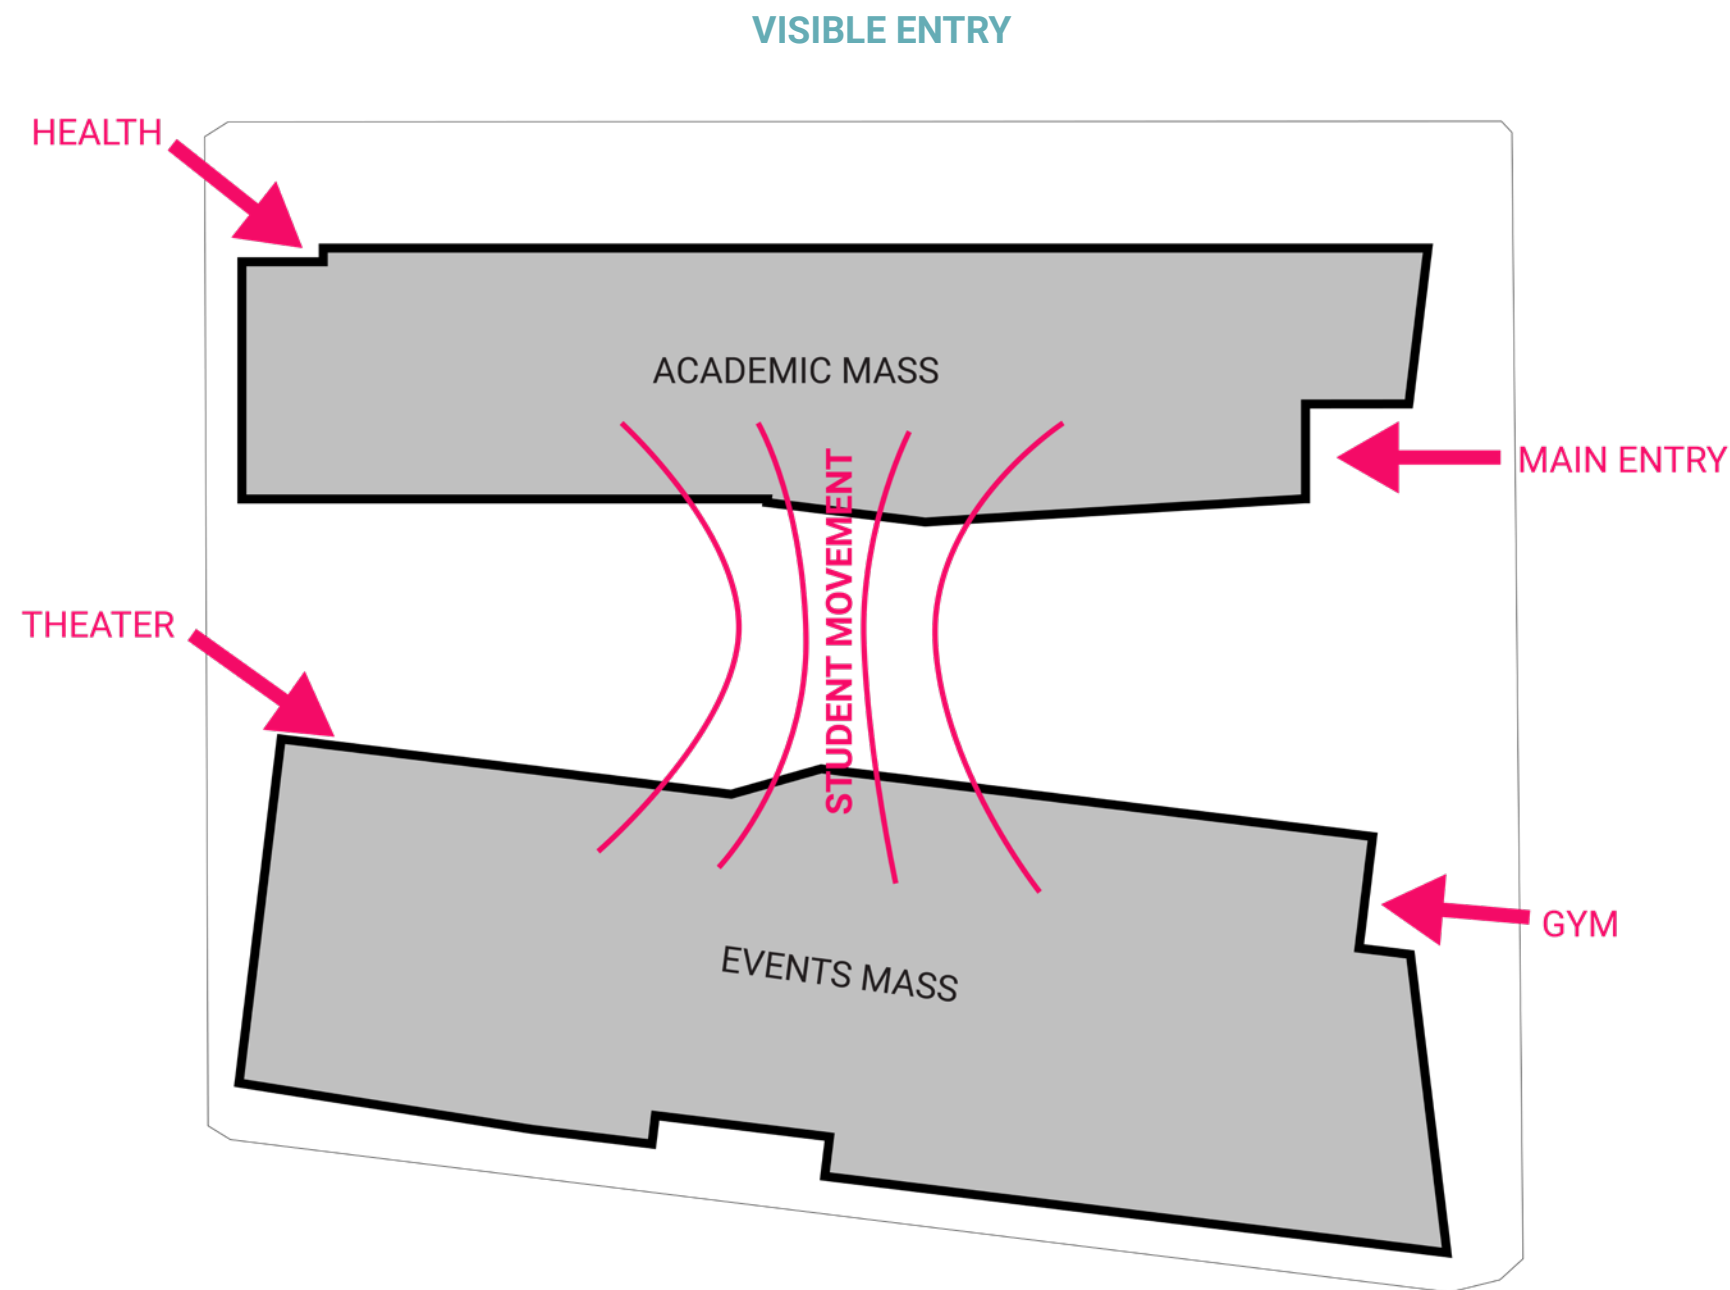 VISIBLE ENTRY
HEALTH
ACADEMIC MASS
MAIN ENTRY
STUDENT MOVEMENT
THEATER
GYM
EVENTS MASS